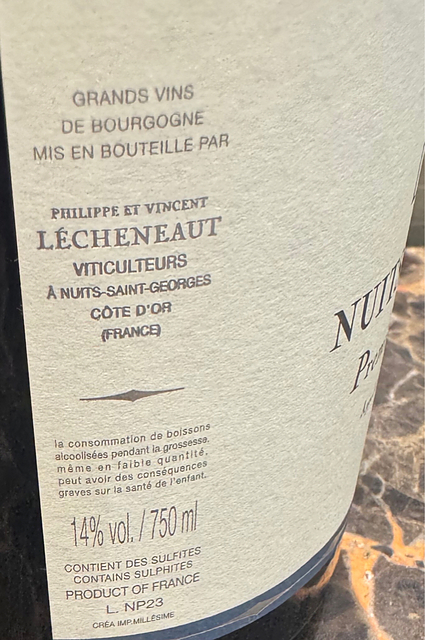 GRANDS VINS
DE BOURGOGNE
MIS EN BOUTEILLE PAR
PHILIPPE ET VINCENT
LÉCHENEAUT
VITICULTEURS
À NUITS-SAINT-GEORGES
CÔTE D'OR
(FRANCE)
la consommation de boissons
alcoolisées pendant la grossesse,
même en faible quantité,
peut avoir des conséquences
graves sur la santé de l'enfant.
14% vol. / 750 ml
CONTIENT DES SULFITES
CONTAINS SULPHITES
PRODUCT OF FRANCE
L. NP23
CRÉA IMP.MILLÉSIME
NUITS
Pre